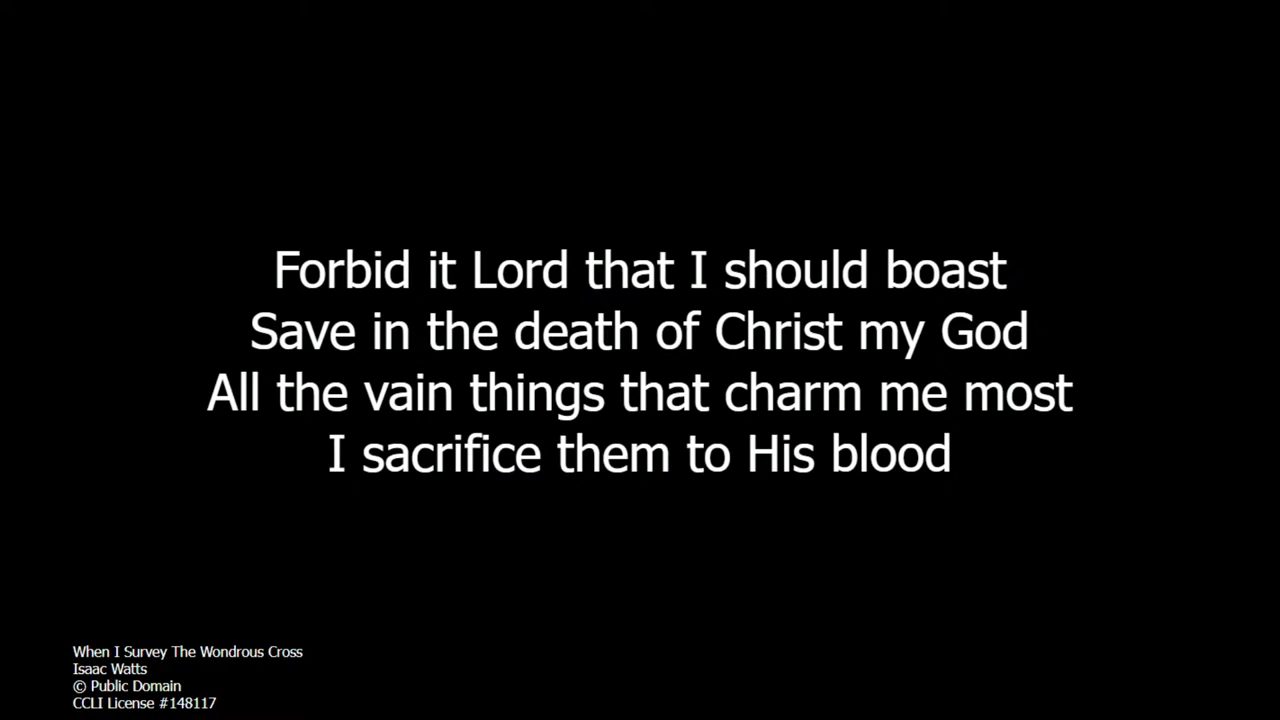 Forbid it Lord that I should boast
Save in the death of Christ my God
All the vain things that charm me most
I sacrifice them to His blood
When I Survey The Wondrous Cross
Isaac Watts
© Public Domain
CCLI License #148117